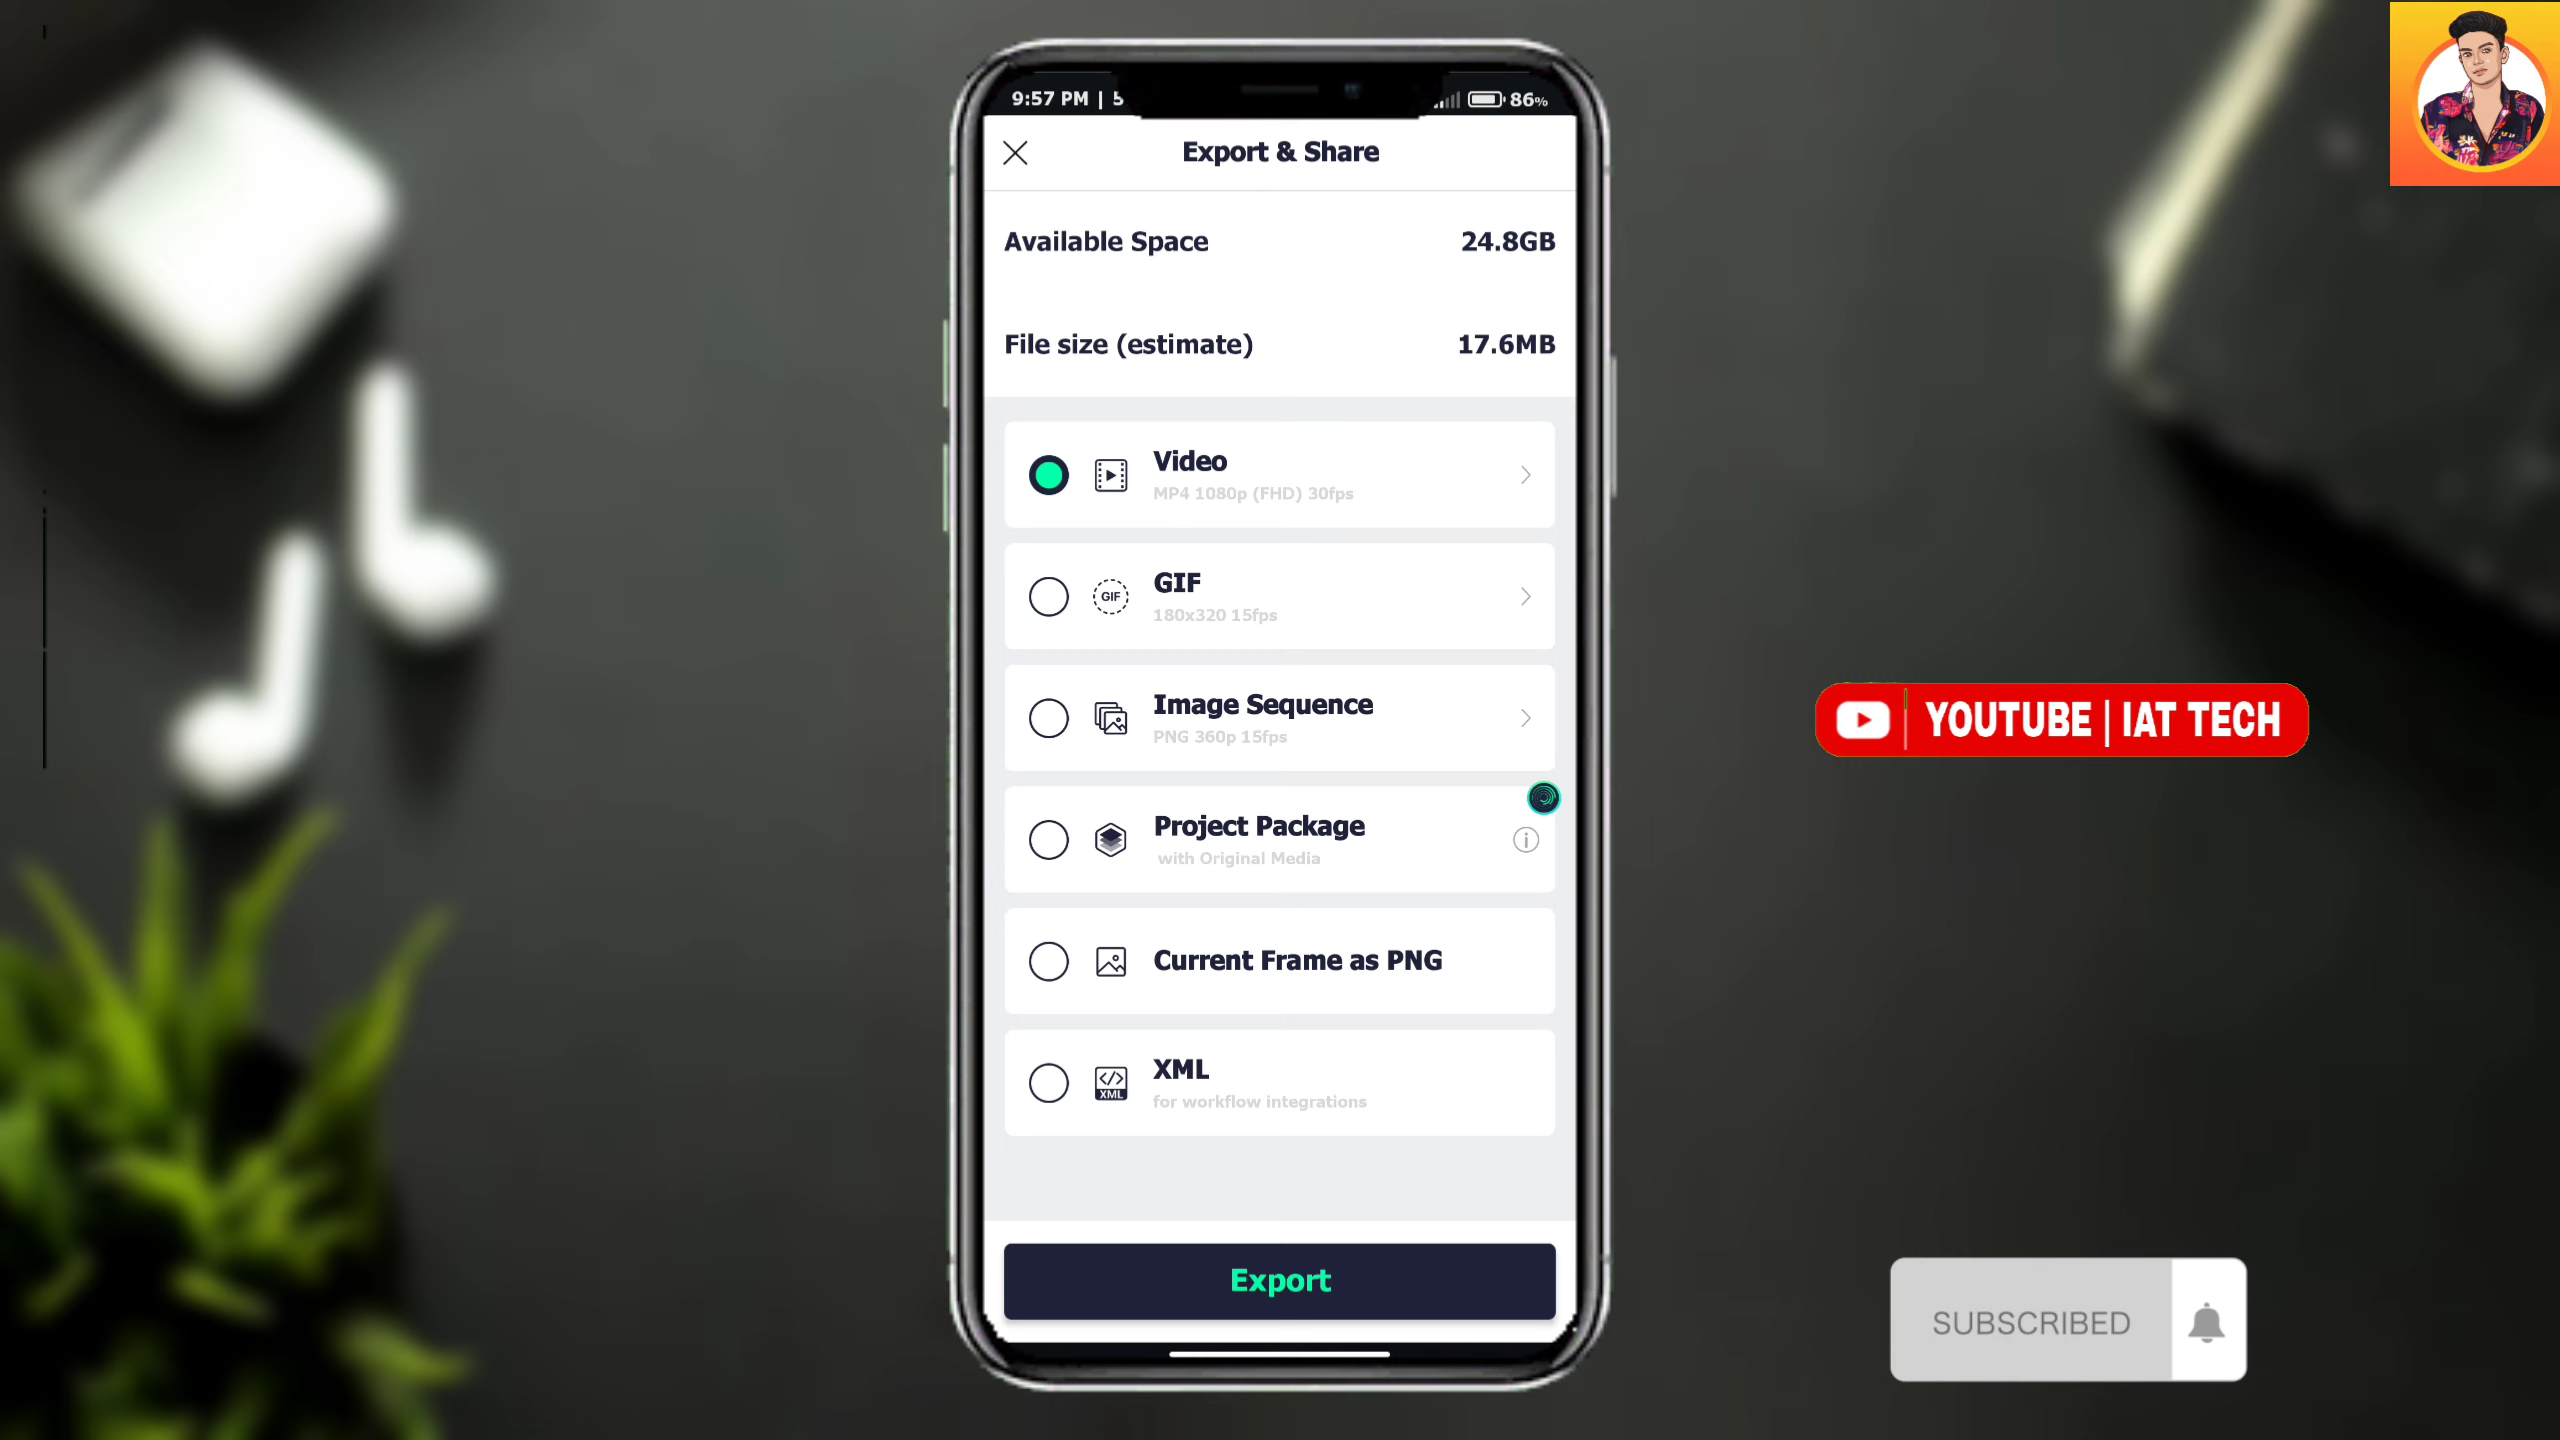 9:57 PM | 5
86%
Export & Share
Available Space 24.8GB
File size (estimate) 17.6MB
Video
MP4 1080p (FHD) 30fps
GIF
GIF
180x320 15fps
Image Sequence
PNG 360p 15fps
Project Package
with Original Media
Current Frame as PNG
XML
XML
for workflow integrations
Export
YOUTUBE | IAT TECH
SUBSCRIBED